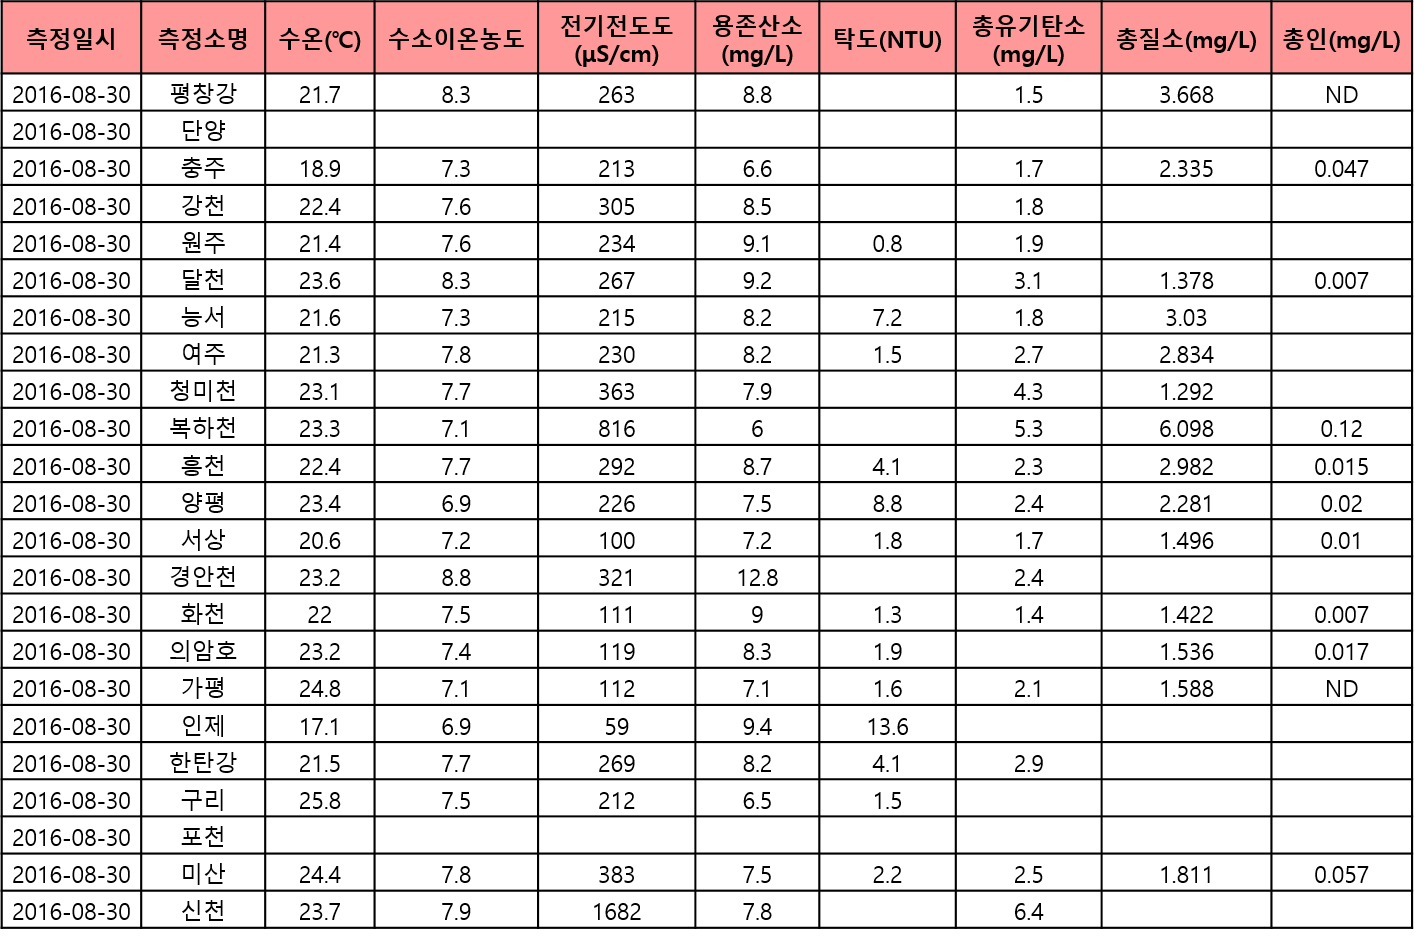 측정일시 측정소명 수온(℃) 수소이온농도 전기전도도 (µS/cm) 용존산소 (mg/L) 탁도(NTU) 총유기탄소 (mg/L) 총질소(mg/L) 총인(mg/L)
2016-08-30 평창강 21.7 8.3 263 8.8 1.5 3.668 ND
2016-08-30 단양
2016-08-30 충주 18.9 7.3 213 6.6 1.7 2.335 0.047
2016-08-30 강천 22.4 7.6 305 8.5 1.8
2016-08-30 원주 21.4 7.6 234 9.1 0.8 1.9
2016-08-30 달천 23.6 8.3 267 9.2 3.1 1.378 0.007
2016-08-30 능서 21.6 7.3 215 8.2 7.2 1.8 3.03
2016-08-30 여주 21.3 7.8 230 8.2 1.5 2.7 2.834
2016-08-30 청미천 23.1 7.7 363 7.9 4.3 1.292
2016-08-30 복하천 23.3 7.1 816 6 5.3 6.098 0.12
2016-08-30 흥천 22.4 7.7 292 8.7 4.1 2.3 2.982 0.015
2016-08-30 양평 23.4 6.9 226 7.5 8.8 2.4 2.281 0.02
2016-08-30 서상 20.6 7.2 100 7.2 1.8 1.7 1.496 0.01
2016-08-30 경안천 23.2 8.8 321 12.8 2.4
2016-08-30 화천 22 7.5 111 9 1.3 1.4 1.422 0.007
2016-08-30 의암호 23.2 7.4 119 8.3 1.9 1.536 0.017
2016-08-30 가평 24.8 7.1 112 7.1 1.6 2.1 1.588 ND
2016-08-30 인제 17.1 6.9 59 9.4 13.6
2016-08-30 한탄강 21.5 7.7 269 8.2 4.1 2.9
2016-08-30 구리 25.8 7.5 212 6.5 1.5
2016-08-30 포천
2016-08-30 미산 24.4 7.8 383 7.5 2.2 2.5 1.811 0.057
2016-08-30 신천 23.7 7.9 1682 7.8 6.4